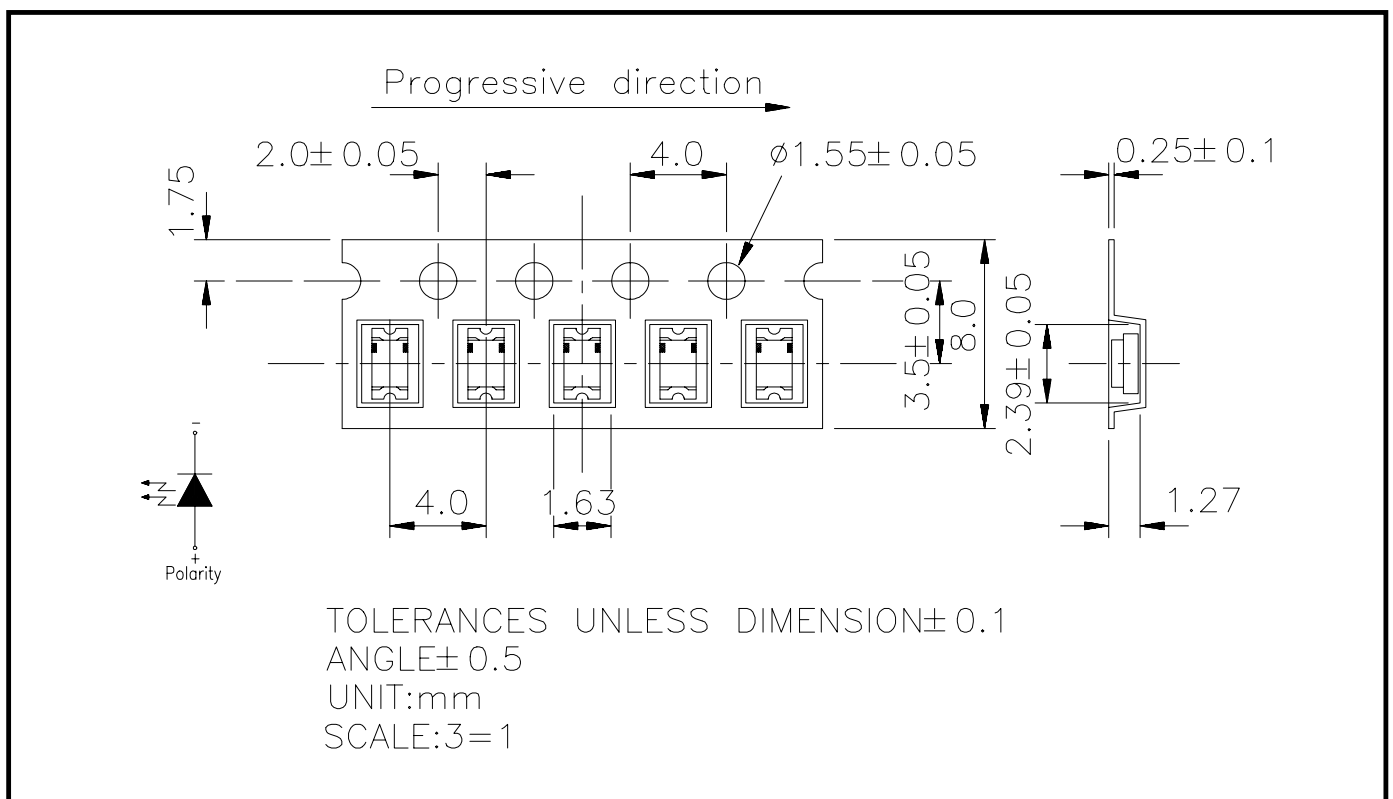 Progressive direction
2.0±0.05
4.0
ø1.55±0.05
0.25±0.1
1.75
3.5±0.05
8.0
2.39±0.05
-
4.0
1.63
1.27
+
Polarity
TOLERANCES UNLESS DIMENSION±0.1
ANGLE±0.5
UNIT:mm
SCALE:3=1